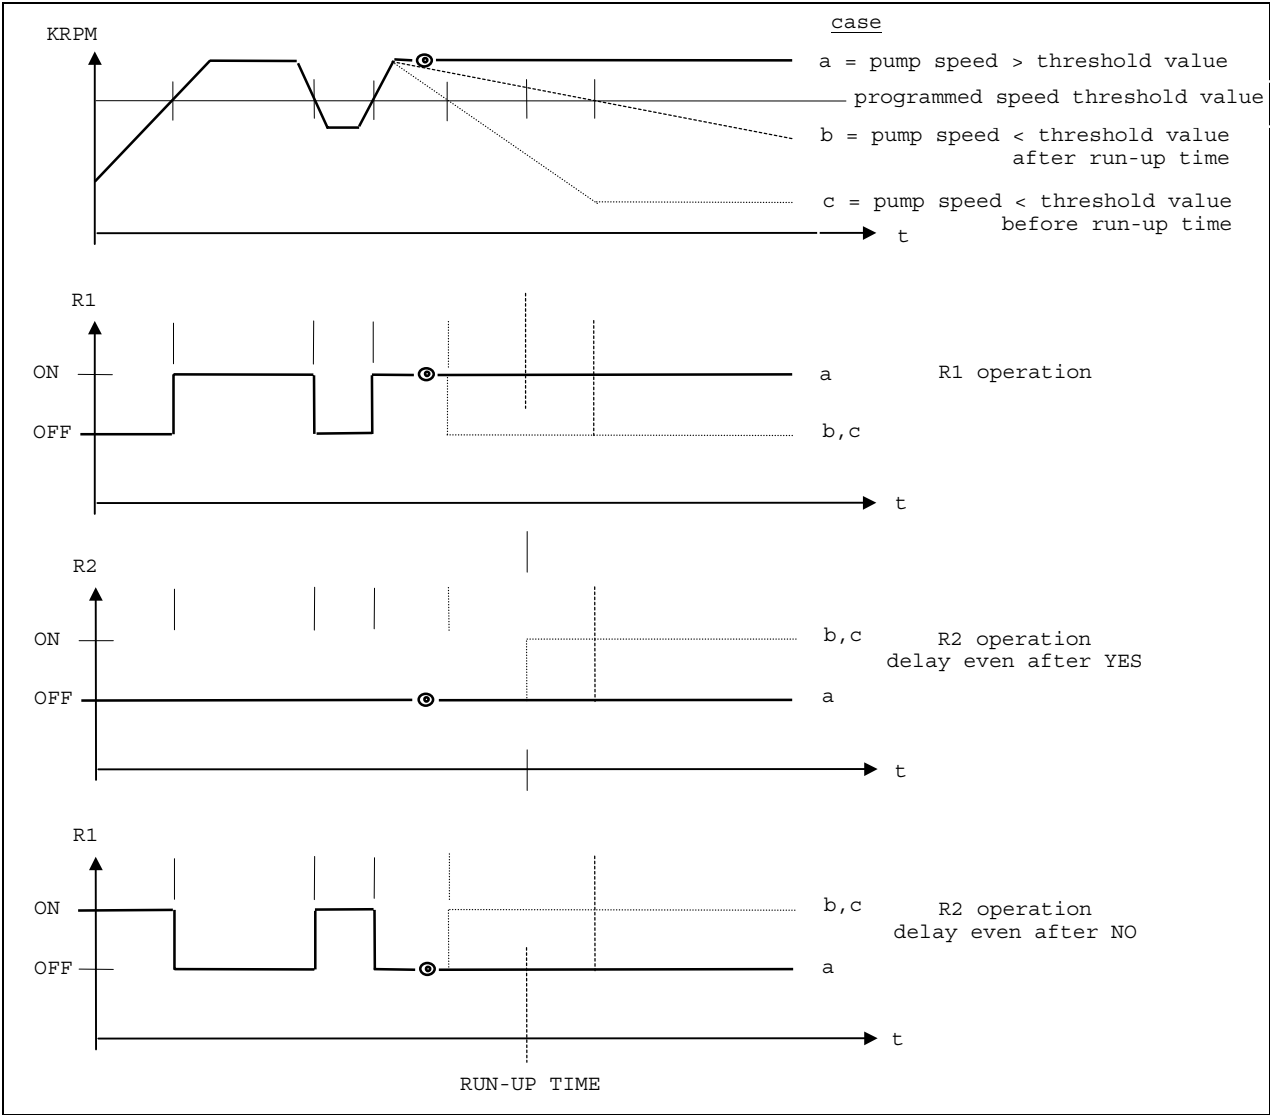 case
KRPM
a = pump speed > threshold value
programmed speed threshold value
b = pump speed < threshold value
after run-up time
c = pump speed < threshold value
before run-up time
t
R1
ON
a
R1 operation
OFF
b,c
t
R2
ON
b,c
R2 operation
delay even after YES
OFF
a
t
R1
ON
b,c
R2 operation
delay even after NO
OFF
a
t
RUN-UP TIME